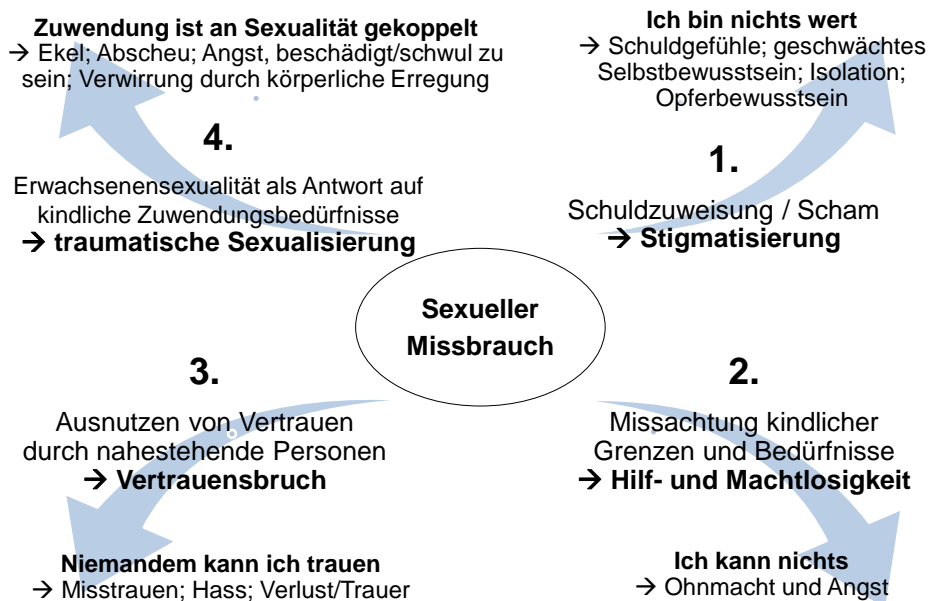 Zuwendung ist an Sexualität gekoppelt
→ Ekel; Abscheu; Angst, beschädigt/schwul zu
sein; Verwirrung durch körperliche Erregung
4.
Erwachsenensexualität als Antwort auf
kindliche Zuwendungsbedürfnisse
→ traumatische Sexualisierung
Ich bin nichts wert
→ Schuldgefühle; geschwächtes
Selbstbewusstsein; Isolation;
Opferbewusstsein
1.
Schuldzuweisung / Scham
→ Stigmatisierung
Sexueller
Missbrauch
3.
Ausnutzen von Vertrauen
durch nahestehende Personen
→ Vertrauensbruch
Niemandem kann ich trauen
→ Misstrauen; Hass; Verlust/Trauer
2.
Missachtung kindlicher
Grenzen und Bedürfnisse
→ Hilf- und Machtlosigkeit
Ich kann nichts
→ Ohnmacht und Angst